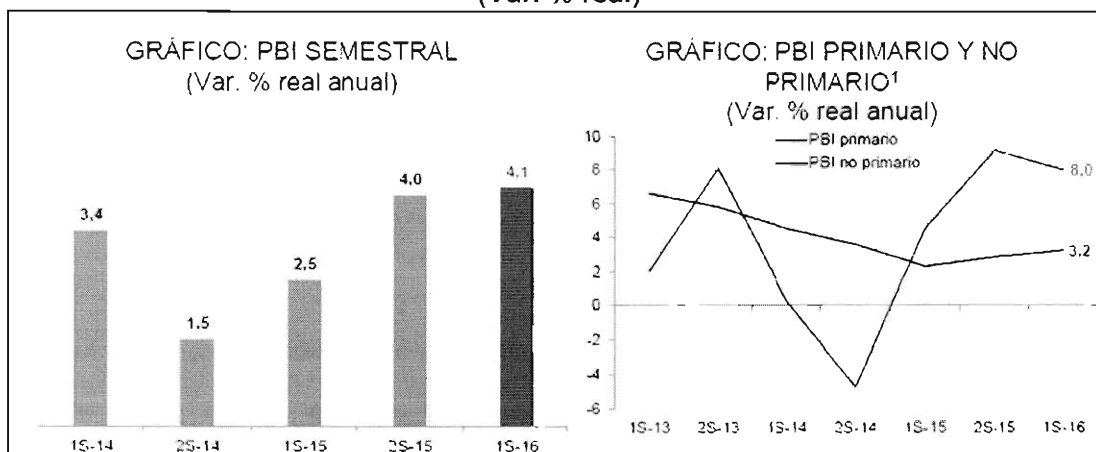 (Var. % real)
GRÁFICO: PBI SEMESTRAL
(Var. % real anual)
3,4
1,5
2,5
4,0
4,1
1S-14
2S-14
1S-15
2S-15
1S-16
GRÁFICO: PBI PRIMARIO Y NO
PRIMARIO¹
(Var. % real anual)
PBI primario
PBI no primario
10
8
6
4
2
0
-2
-4
-6
8,0
3,2
1S-13
2S-13
1S-14
2S-14
1S-15
2S-15
1S-16